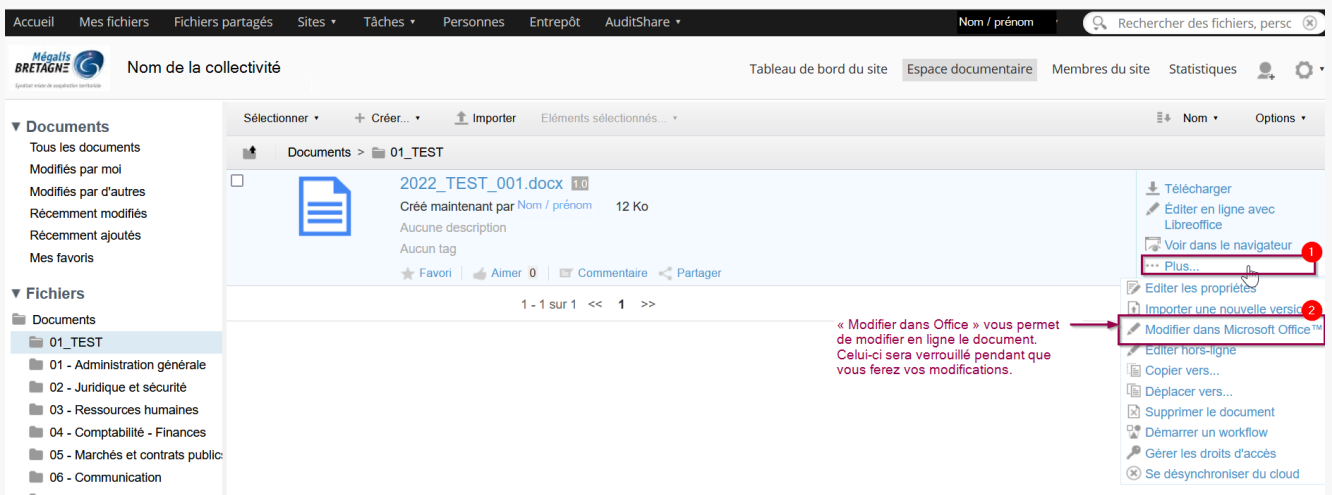 Accueil Mes fichiers Fichiers partagés Sites Tâches Personnes Entrepôt AuditShare Nom / prénom Rechercher des fichiers, persc
Mégalis
BRETAGNE
Syndicat mixte de coopération territoriale
Nom de la collectivité
Tableau de bord du site Espace documentaire Membres du site Statistiques
Sélectionner + Créer... Importer Eléments sélectionnés... Nom Options
Documents > 01_TEST
Documents
Tous les documents
Modifiés par moi
Modifiés par d'autres
Récemment modifiés
Récemment ajoutés
Mes favoris
Fichiers
Documents
01_TEST
01 - Administration générale
02 - Juridique et sécurité
03 - Ressources humaines
04 - Comptabilité - Finances
05 - Marchés et contrats publics
06 - Communication
2022_TEST_001.docx 1.0
Créé maintenant par Nom / prénom 12 Ko
Aucune description
Aucun tag
Favori Aimer 0 Commentaire Partager
1 - 1 sur 1 << 1 >>
« Modifier dans Office » vous permet
de modifier en ligne le document.
Celui-ci sera verrouillé pendant que
vous ferez vos modifications.
Télécharger
Éditer en ligne avec
Libreoffice
Voir dans le navigateur
1
Plus...
Editer les propriétés
Importer une nouvelle versio
2
Modifier dans Microsoft Office™
Editer hors-ligne
Copier vers...
Déplacer vers...
Supprimer le document
Démarrer un workflow
Gérer les droits d'accès
Se désynchroniser du cloud